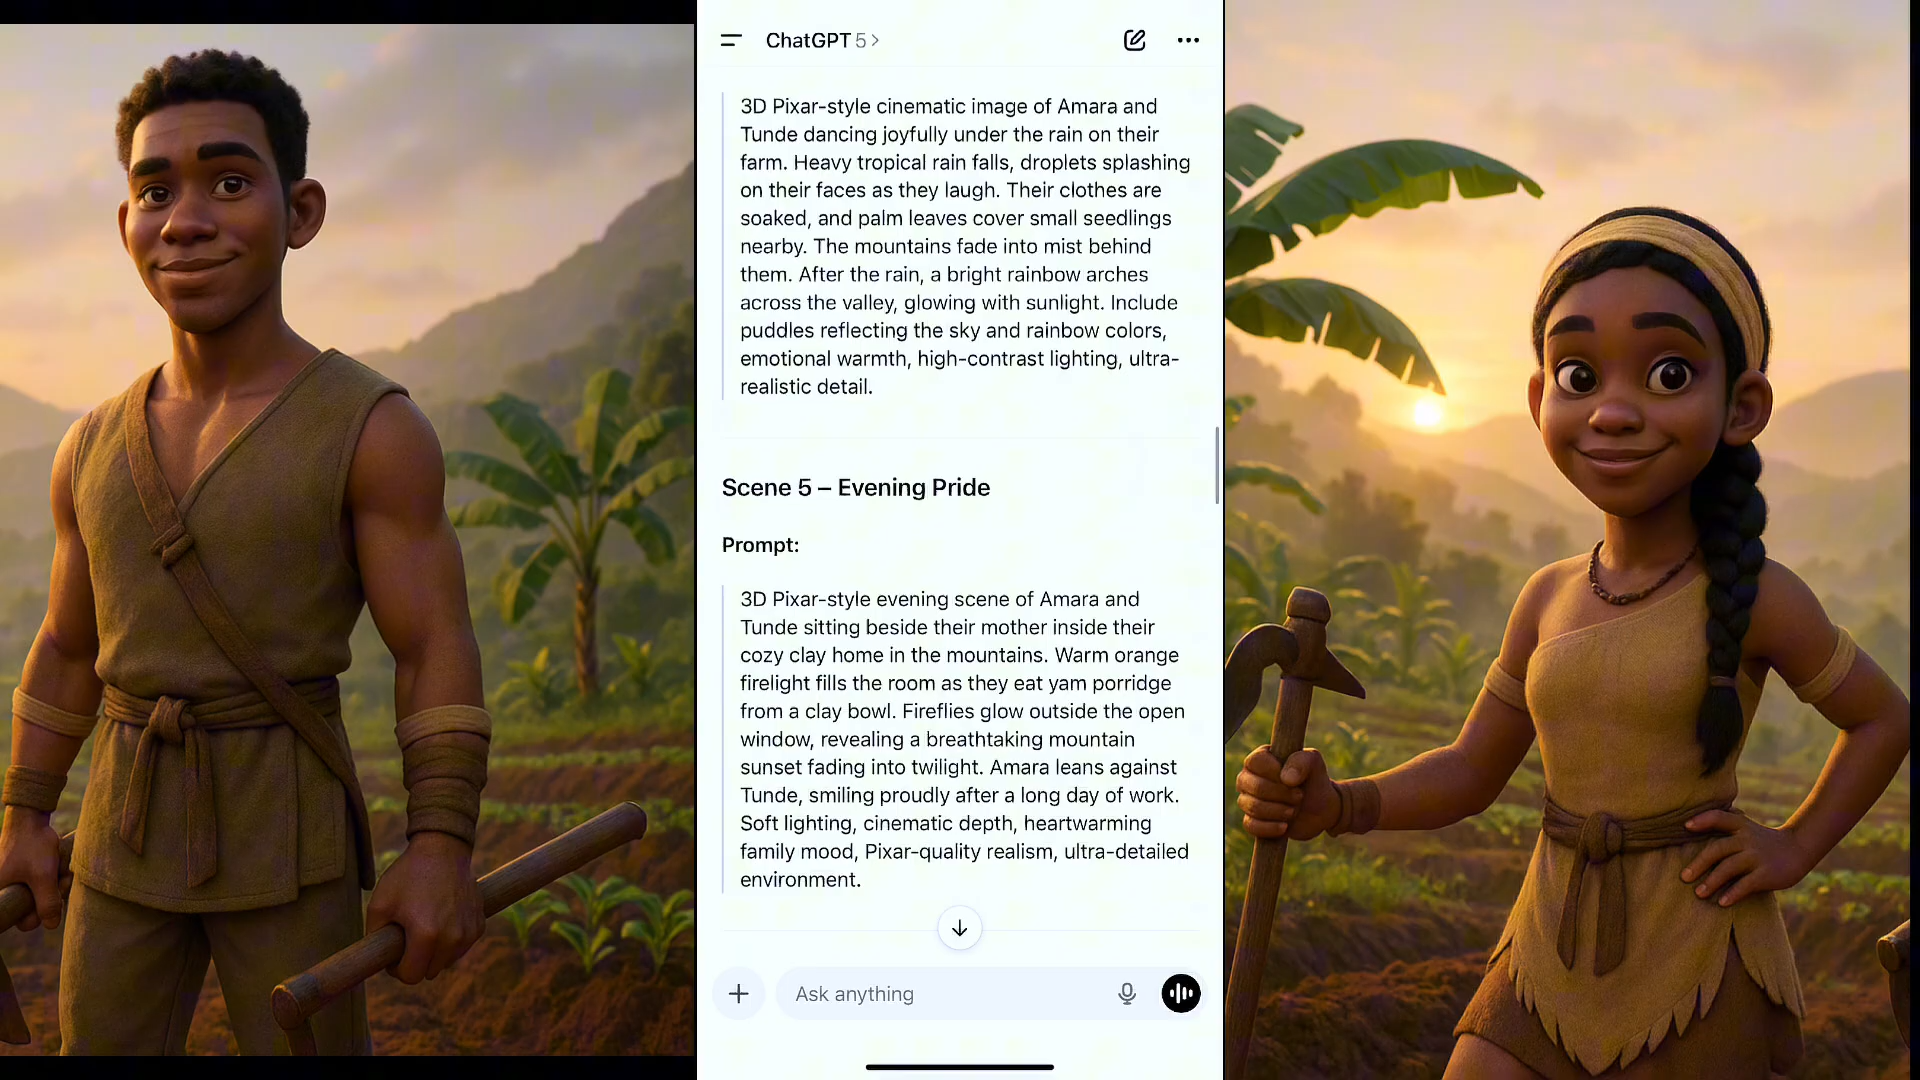 ChatGPT 5 >
3D Pixar-style cinematic image of Amara and
Tunde dancing joyfully under the rain on their
farm. Heavy tropical rain falls, droplets splashing
on their faces as they laugh. Their clothes are
soaked, and palm leaves cover small seedlings
nearby. The mountains fade into mist behind
them. After the rain, a bright rainbow arches
across the valley, glowing with sunlight. Include
puddles reflecting the sky and rainbow colors,
emotional warmth, high-contrast lighting, ultra-
realistic detail.
Scene 5 – Evening Pride
Prompt:
3D Pixar-style evening scene of Amara and
Tunde sitting beside their mother inside their
cozy clay home in the mountains. Warm orange
firelight fills the room as they eat yam porridge
from a clay bowl. Fireflies glow outside the open
window, revealing a breathtaking mountain
sunset fading into twilight. Amara leans against
Tunde, smiling proudly after a long day of work.
Soft lighting, cinematic depth, heartwarming
family mood, Pixar-quality realism, ultra-detailed
environment.
Ask anything